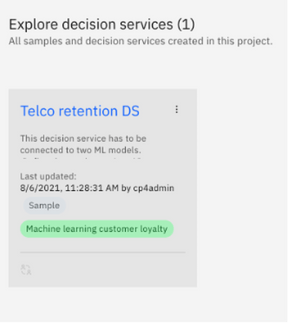 Explore decision services (1)
All samples and decision services created in this project.
Telco retention DS
This decision service has to be
connected to two ML models.
Last updated:
8/6/2021, 11:28:31 AM by cp4admin
Sample
Machine learning customer loyalty